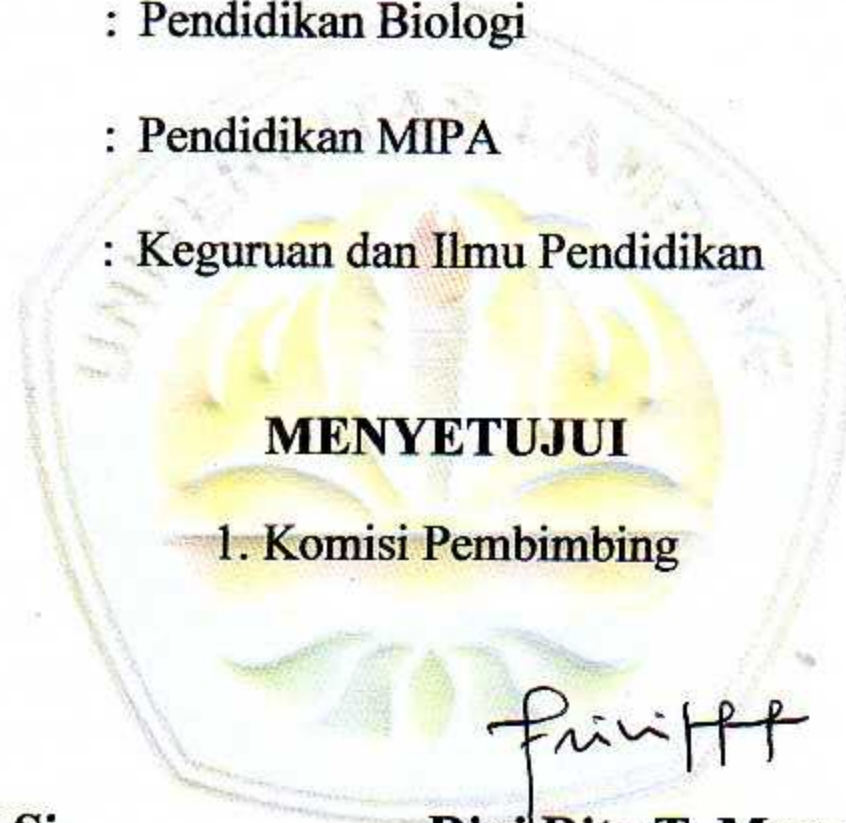 : Pendidikan Biologi
: Pendidikan MIPA
: Keguruan dan Ilmu Pendidikan
MENYETUJUI
1. Komisi Pembimbing